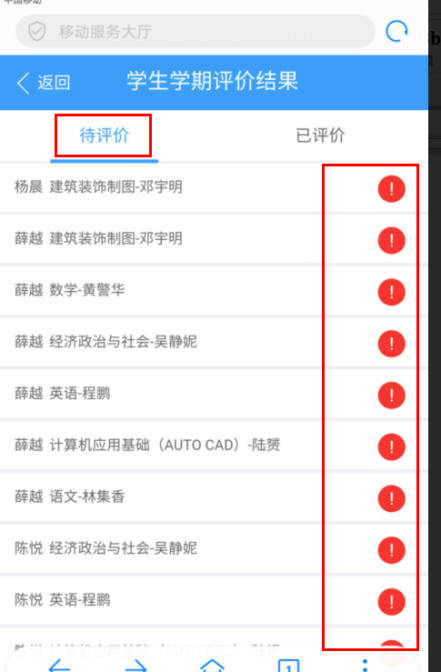 中国移动
移动服务大厅
返回 学生学期评价结果
待评价 已评价
杨晨 建筑装饰制图-邓宇明
薛越 建筑装饰制图-邓宇明
薛越 数学-黄警华
薛越 经济政治与社会-吴静妮
薛越 英语-程鹏
薛越 计算机应用基础（AUTO CAD）-陆赟
薛越 语文-林集香
陈悦 经济政治与社会-吴静妮
陈悦 英语-程鹏
1